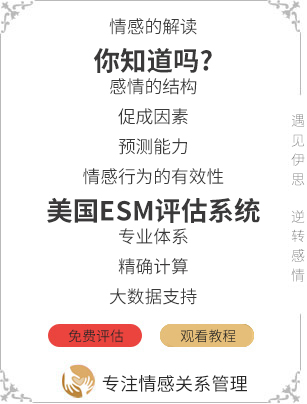 情感的解读
你知道吗?
感情的结构
促成因素
预测能力
情感行为的有效性
美国ESM评估系统
专业体系
精确计算
大数据支持
免费评估
观看教程
专注情感关系管理
遇见伊思 逆转感情